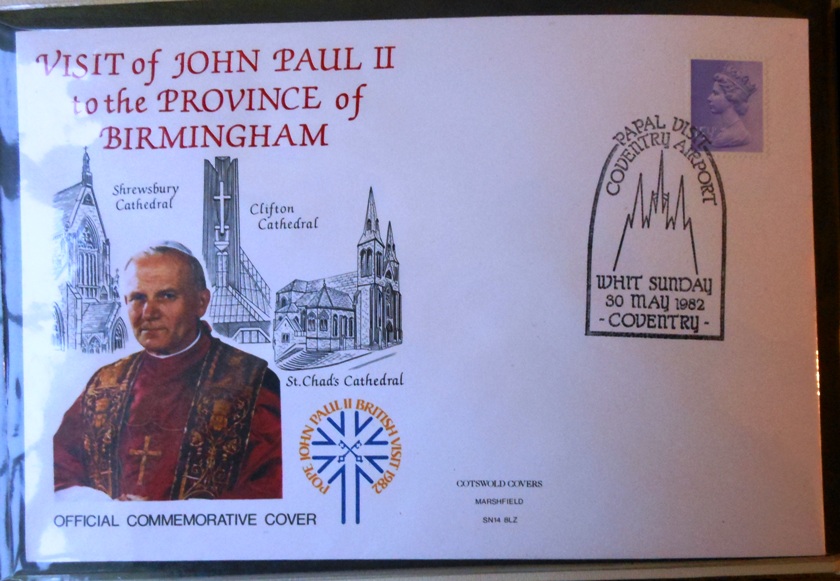 VISIT of JOHN PAUL II
to the PROVINCE of
BIRMINGHAM
Shrewsbury
Cathedral
Clifton
Cathedral
St. Chad's Cathedral
POPE JOHN PAUL II BRITISH VISIT 1982
OFFICIAL COMMEMORATIVE COVER
COTSWOLD COVERS
MARSHFIELD
SN14 8LZ
PAPAL VISIT
COVENTRY AIRPORT
WHIT SUNDAY
30 MAY 1982
- COVENTRY -